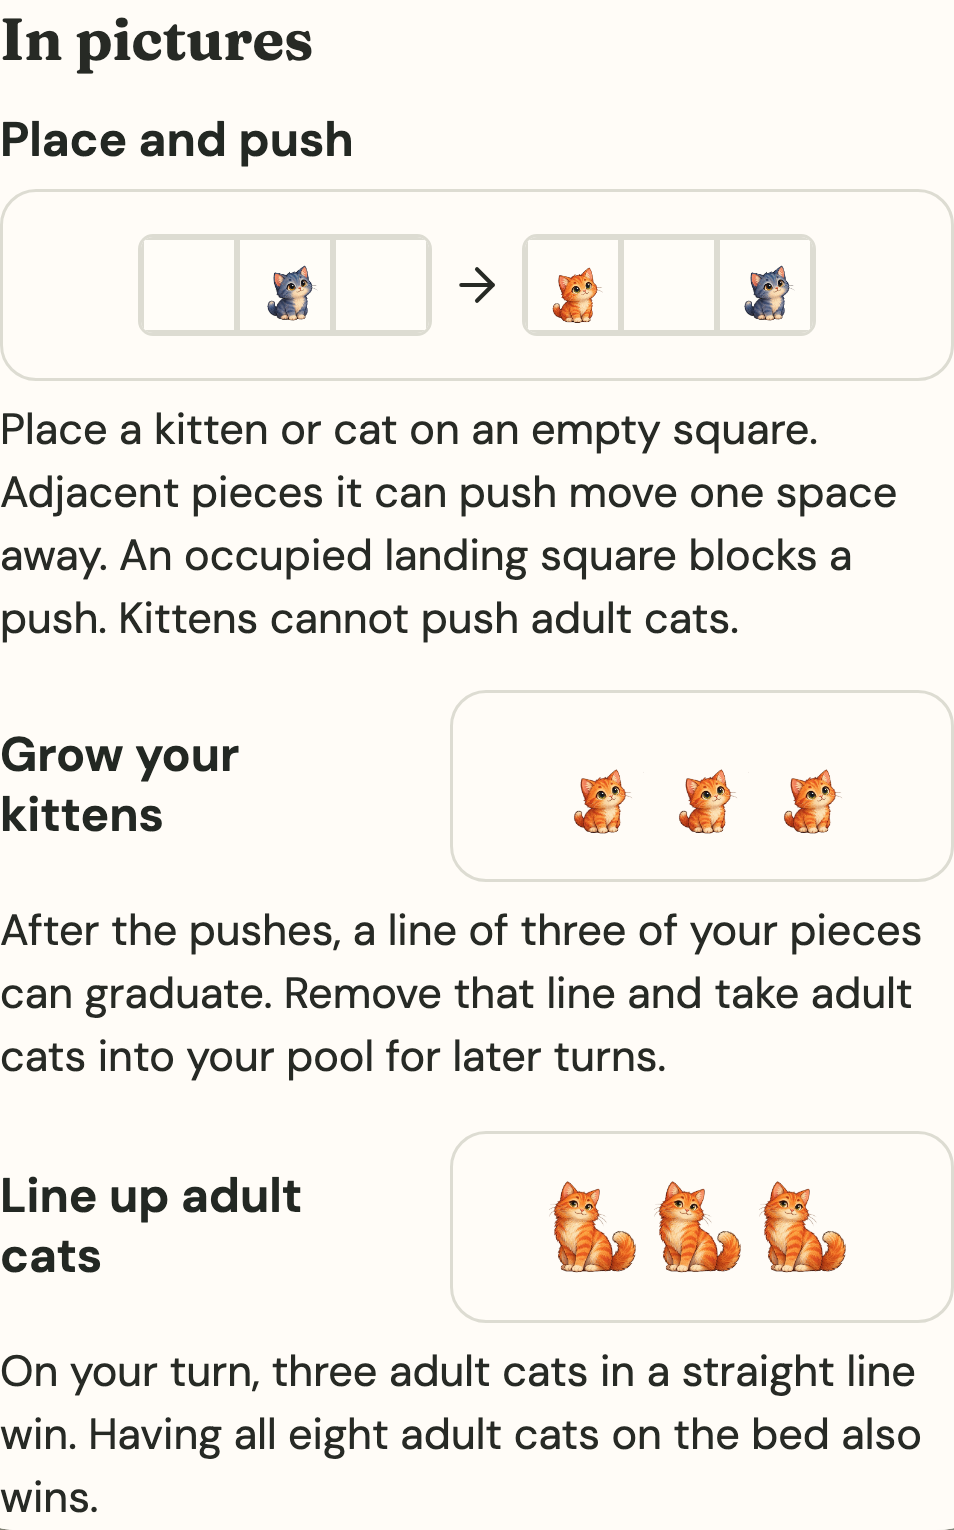 In pictures
Place and push
Place a kitten or cat on an empty square.
Adjacent pieces it can push move one space
away. An occupied landing square blocks a
push. Kittens cannot push adult cats.
Grow your
kittens
After the pushes, a line of three of your pieces
can graduate. Remove that line and take adult
cats into your pool for later turns.
Line up adult
cats
On your turn, three adult cats in a straight line
win. Having all eight adult cats on the bed also
wins.